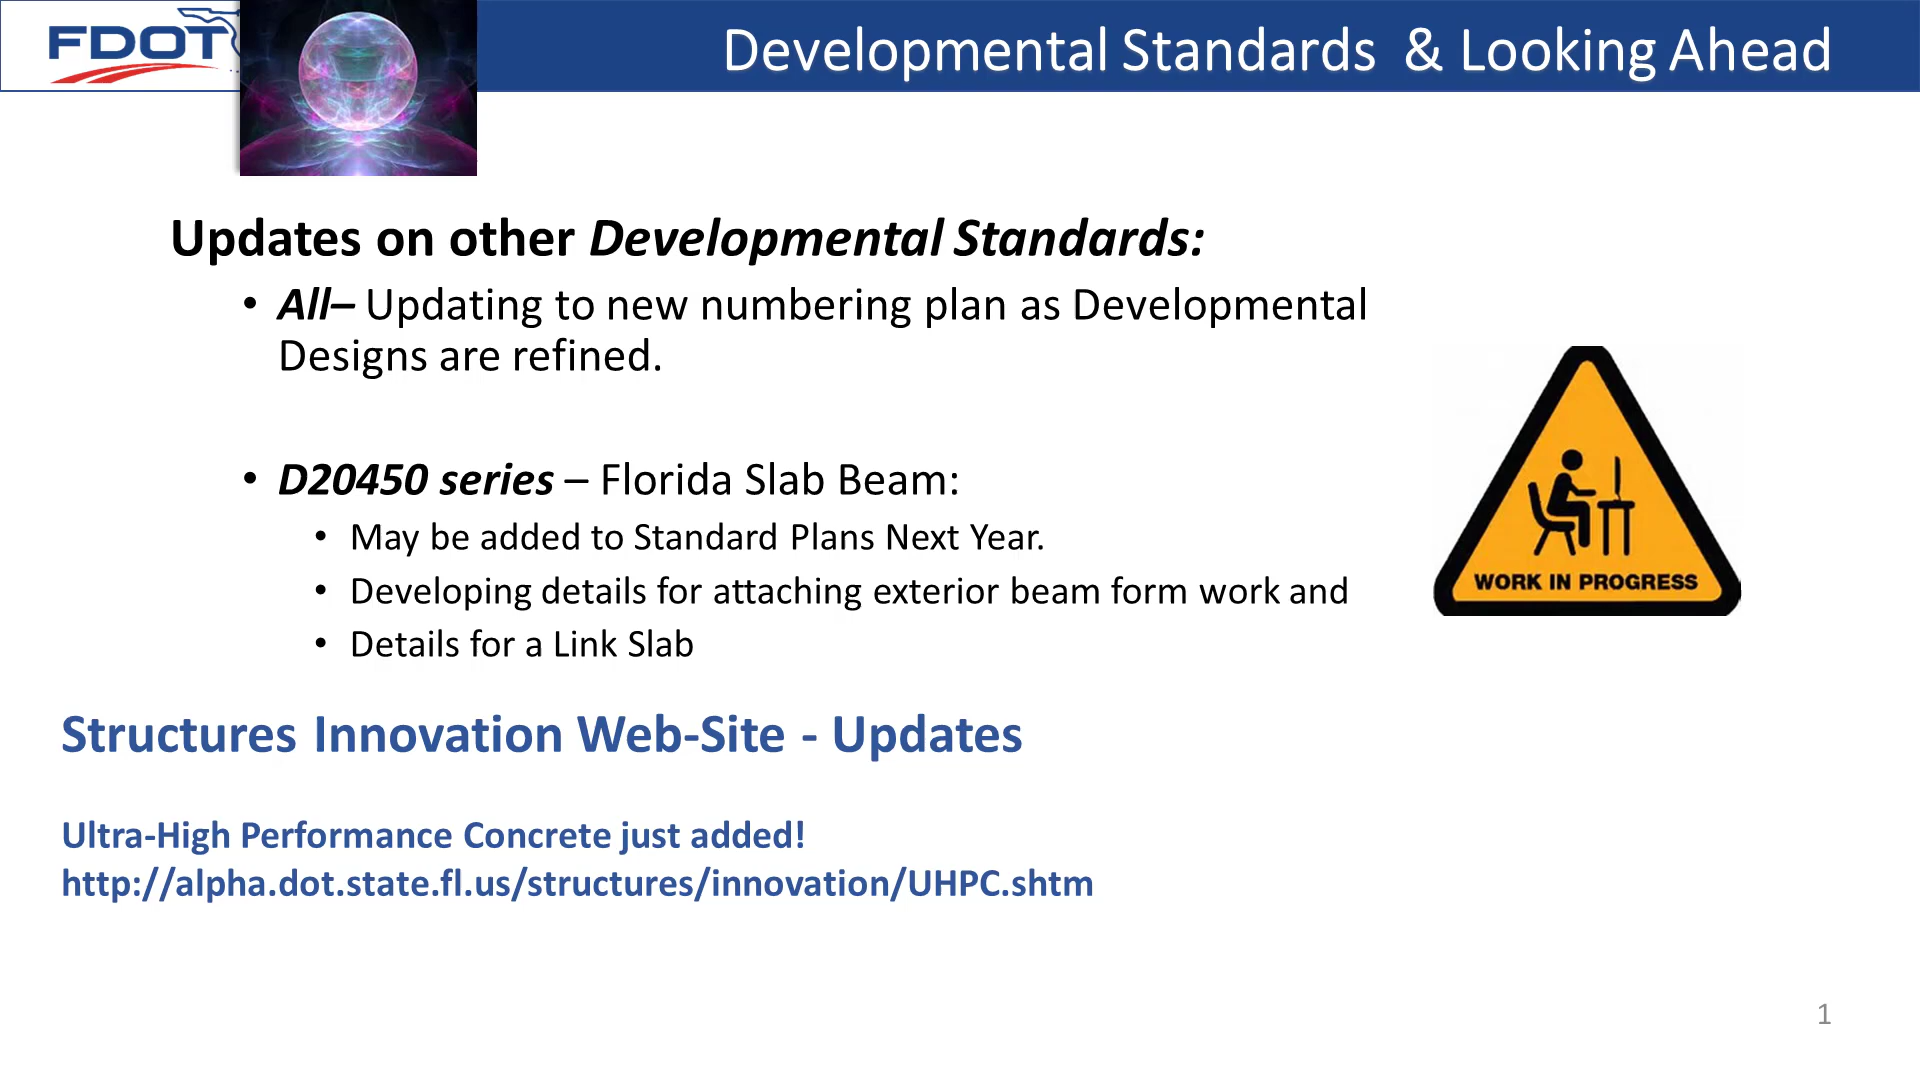 FDOT
Developmental Standards & Looking Ahead
Updates on other Developmental Standards:
• All– Updating to new numbering plan as Developmental
Designs are refined.
• D20450 series – Florida Slab Beam:
• May be added to Standard Plans Next Year.
• Developing details for attaching exterior beam form work and
• Details for a Link Slab
WORK IN PROGRESS
Structures Innovation Web-Site - Updates
Ultra-High Performance Concrete just added!
http://alpha.dot.state.fl.us/structures/innovation/UHPC.shtm
1